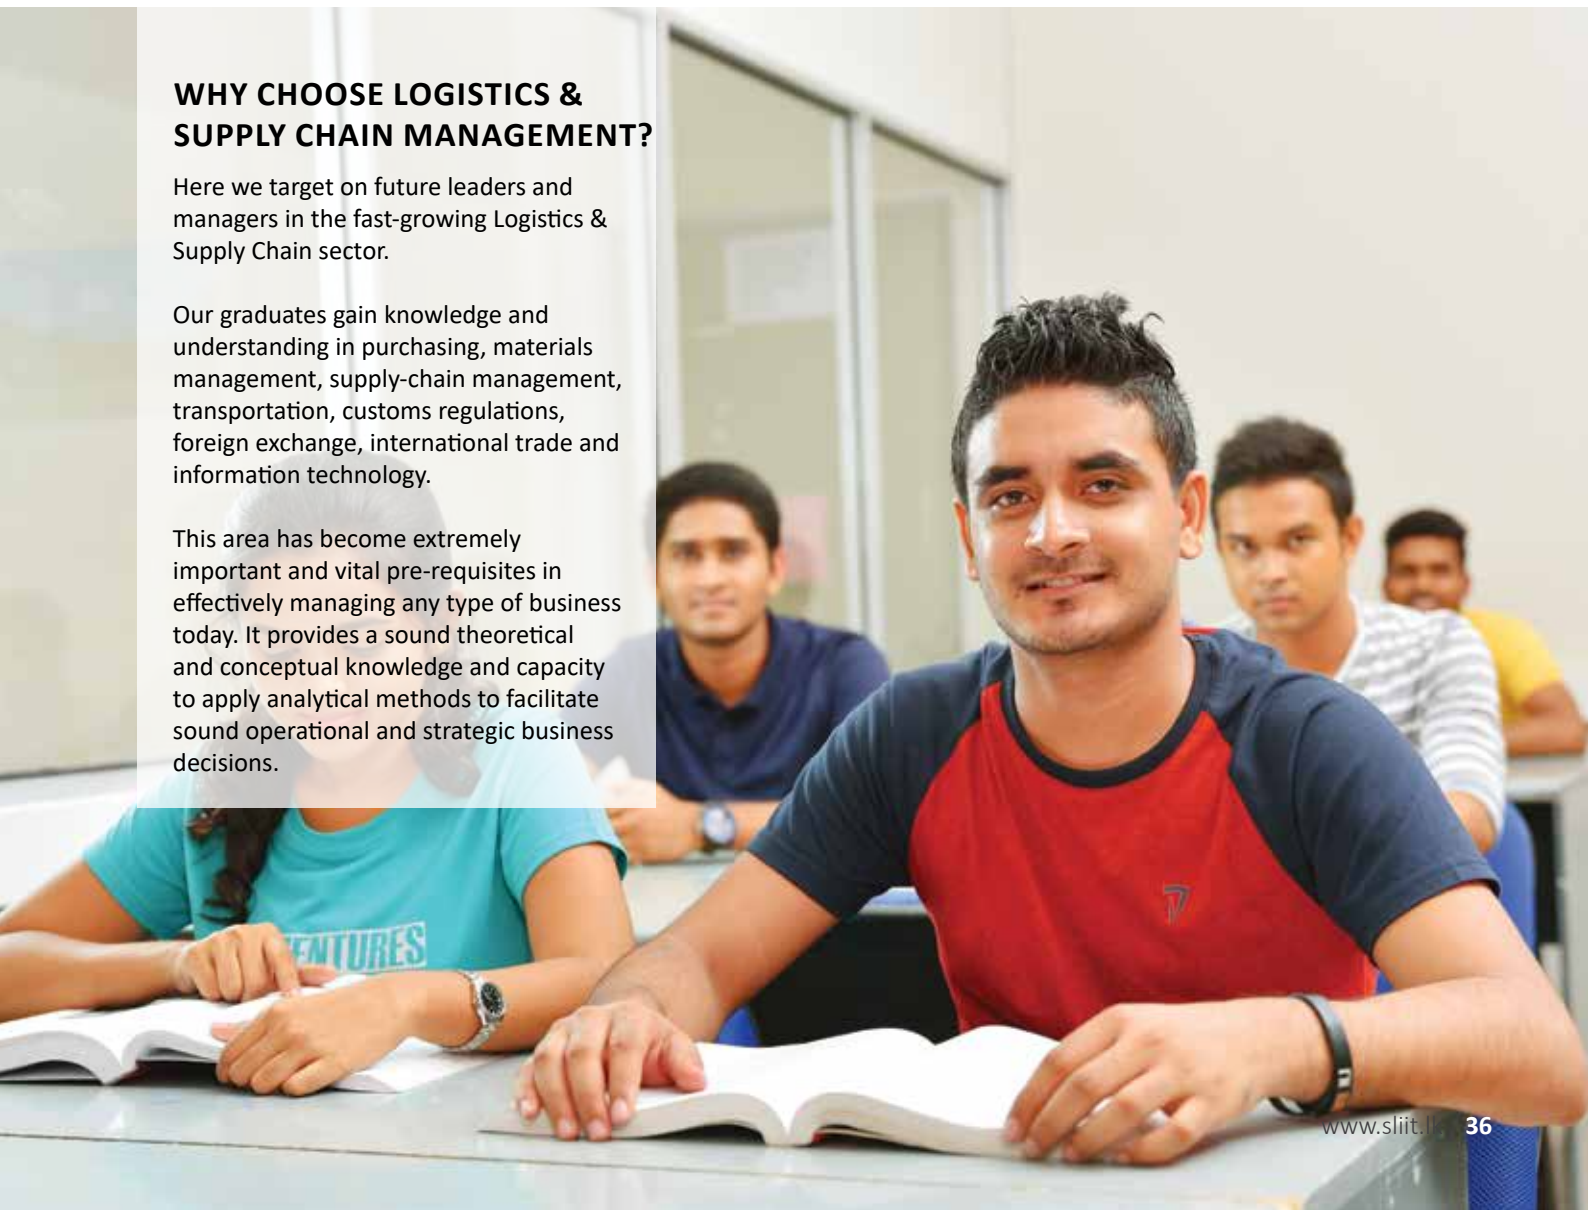 WHY CHOOSE LOGISTICS &
SUPPLY CHAIN MANAGEMENT?
Here we target on future leaders and
managers in the fast-growing Logistics &
Supply Chain sector.
Our graduates gain knowledge and
understanding in purchasing, materials
management, supply-chain management,
transportation, customs regulations,
foreign exchange, international trade and
information technology.
This area has become extremely
important and vital pre-requisites in
effectively managing any type of business
today. It provides a sound theoretical
and conceptual knowledge and capacity
to apply analytical methods to facilitate
sound operational and strategic business
decisions.
ENTURES
www.sliit.lk 36